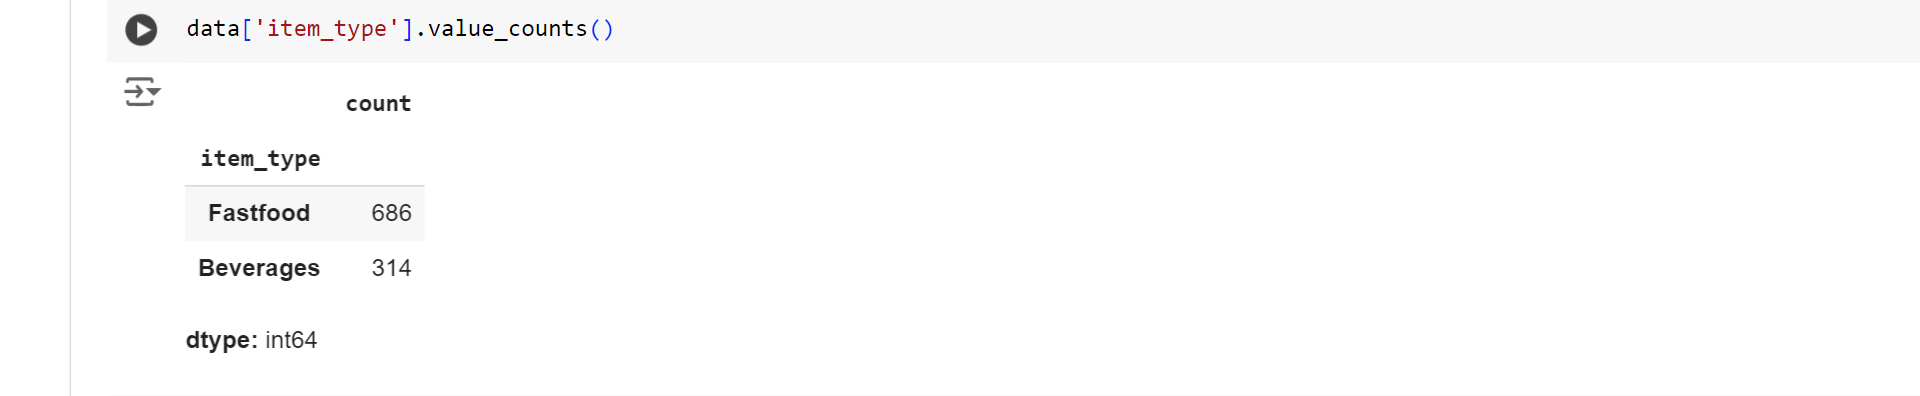 data['item_type'].value_counts()
count
item_type
Fastfood 686
Beverages 314
dtype: int64